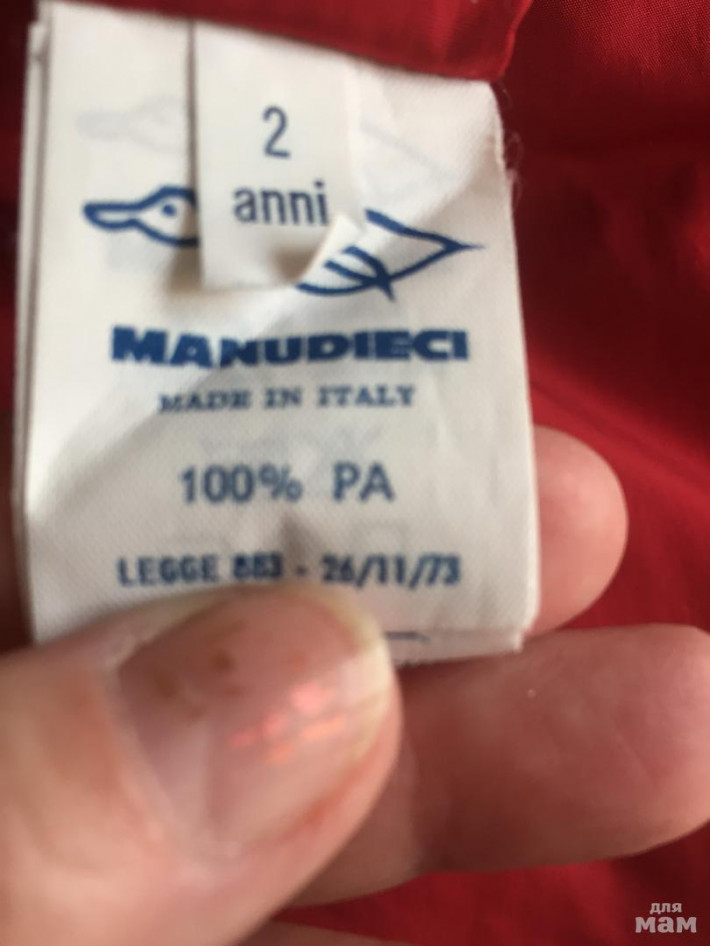 2
anni
MANUDIECI
MADE IN ITALY
100% PA
LEGGE 883 - 26/11/73
для
мам